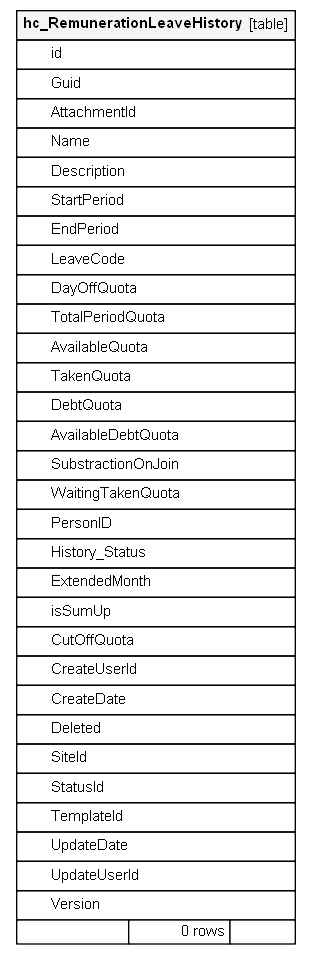 hc_RemunerationLeaveHistory [table]
id
Guid
AttachmentId
Name
Description
StartPeriod
EndPeriod
LeaveCode
DayOffQuota
TotalPeriodQuota
AvailableQuota
TakenQuota
DebtQuota
AvailableDebtQuota
SubstractionOnJoin
WaitingTakenQuota
PersonID
History_Status
ExtendedMonth
isSumUp
CutOffQuota
CreateUserId
CreateDate
Deleted
SiteId
StatusId
TemplateId
UpdateDate
UpdateUserId
Version
0 rows